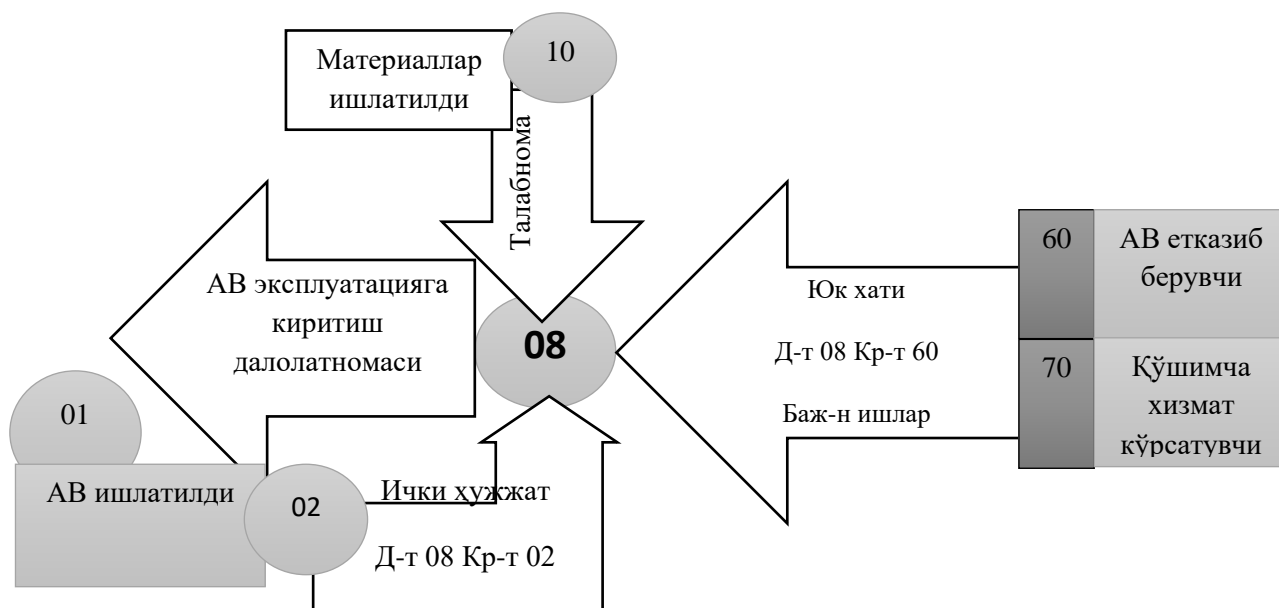 10
Материаллар
ишлатилди
Талабнома
АВ эксплуатацияга
киритиш
далолатномаси
08
Юк хати
Д-т 08 Кр-т 60
Баж-н ишлар
60
АВ етказиб
берувчи
70
Қўшимча
хизмат
кўрсатувчи
01
АВ ишлатилди
02
Ички ҳужжат
Д-т 08 Кр-т 02